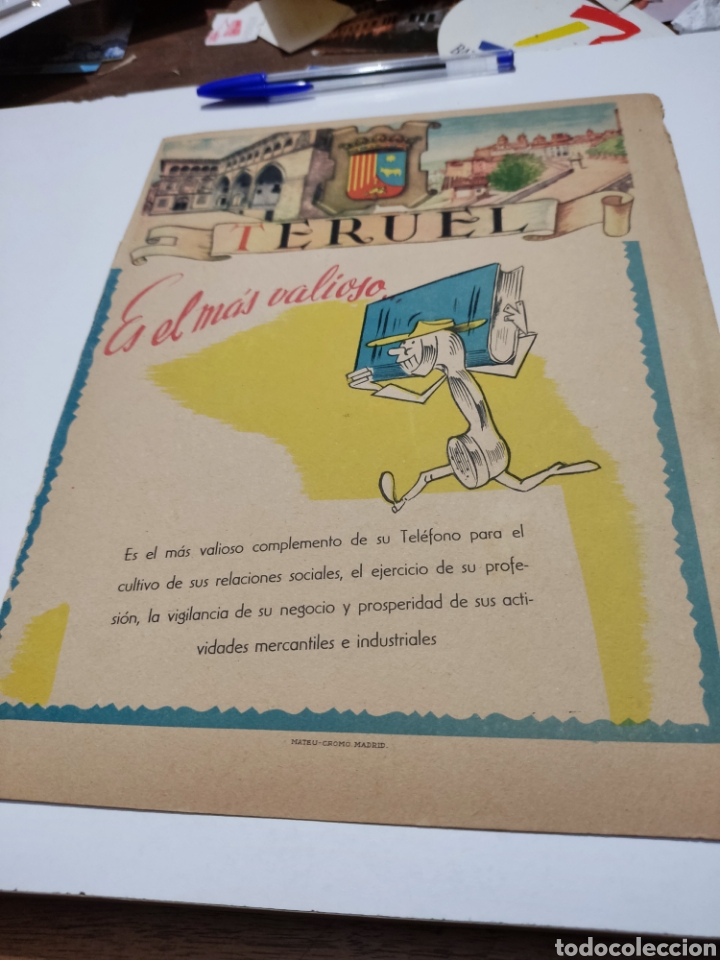 TERUEL
Es el más valioso
Es el más valioso complemento de su Teléfono para el
cultivo de sus relaciones sociales, el ejercicio de su profe-
sión, la vigilancia de su negocio y prosperidad de sus acti-
vidades mercantiles e industriales
MATEU-CROMO. MADRID.
todocoleccion